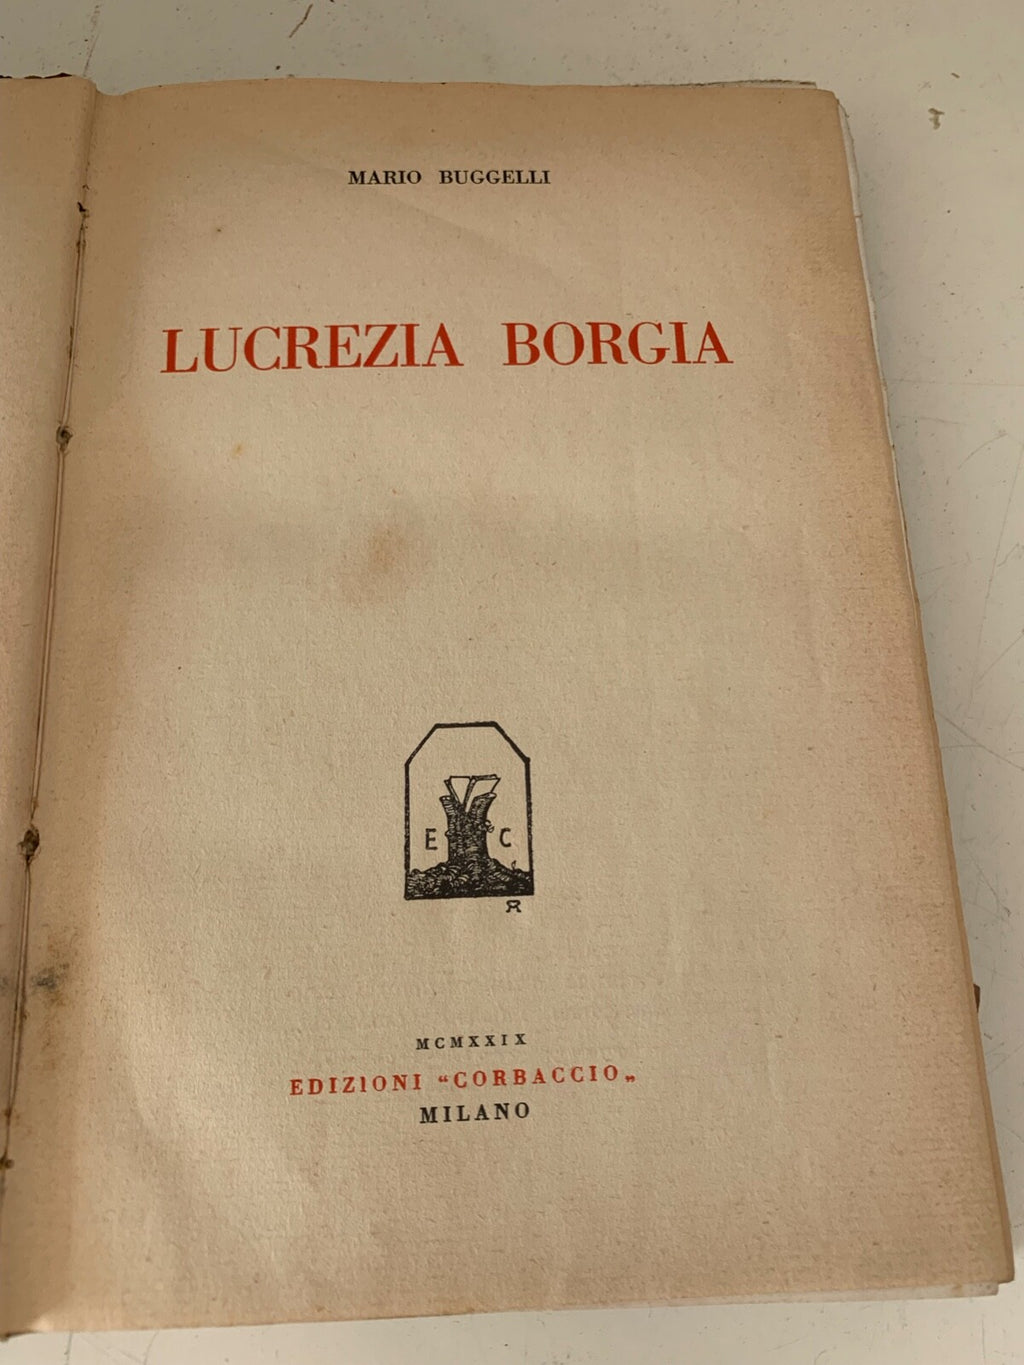 MARIO BUGGELLI
LUCREZIA BORGIA
E C
MCMXXIX
EDIZIONI “CORBACCIO„
MILANO